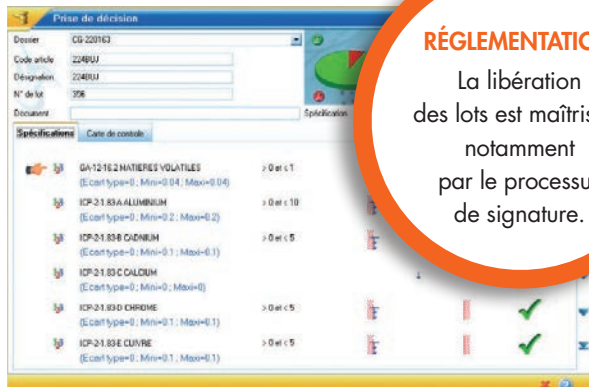 Prise de décision
Dossier CG-220163
Code article 224BUJ
Désignation 224BUJ
N° de lot 356
Document
Spécification
Spécifications Carte de controle
GA-12-16.2 MATIERES VOLATILES > 0 et < 1
(Ecart type=0 ; Mini=0.04 ; Maxi=0.04)
ICP-2-1.83-A ALUMINIUM > 0 et < 10
(Ecart type=0 ; Mini=0.2 ; Maxi=0.2)
ICP-2-1.83-B CADNIUM > 0 et < 5
(Ecart type=0 ; Mini=0.1 ; Maxi=0.1)
ICP-2-1.83-C CALCIUM
(Ecart type=0 ; Mini=0 ; Maxi=0)
ICP-2-1.83-D CHROME > 0 et < 5
(Ecart type=0 ; Mini=0.1 ; Maxi=0.1)
ICP-2-1.83-E CUIVRE > 0 et < 5
(Ecart type=0 ; Mini=0.1 ; Maxi=0.1)
RÉGLEMENTATIO
La libération
des lots est maîtris
notamment
par le processu
de signature.